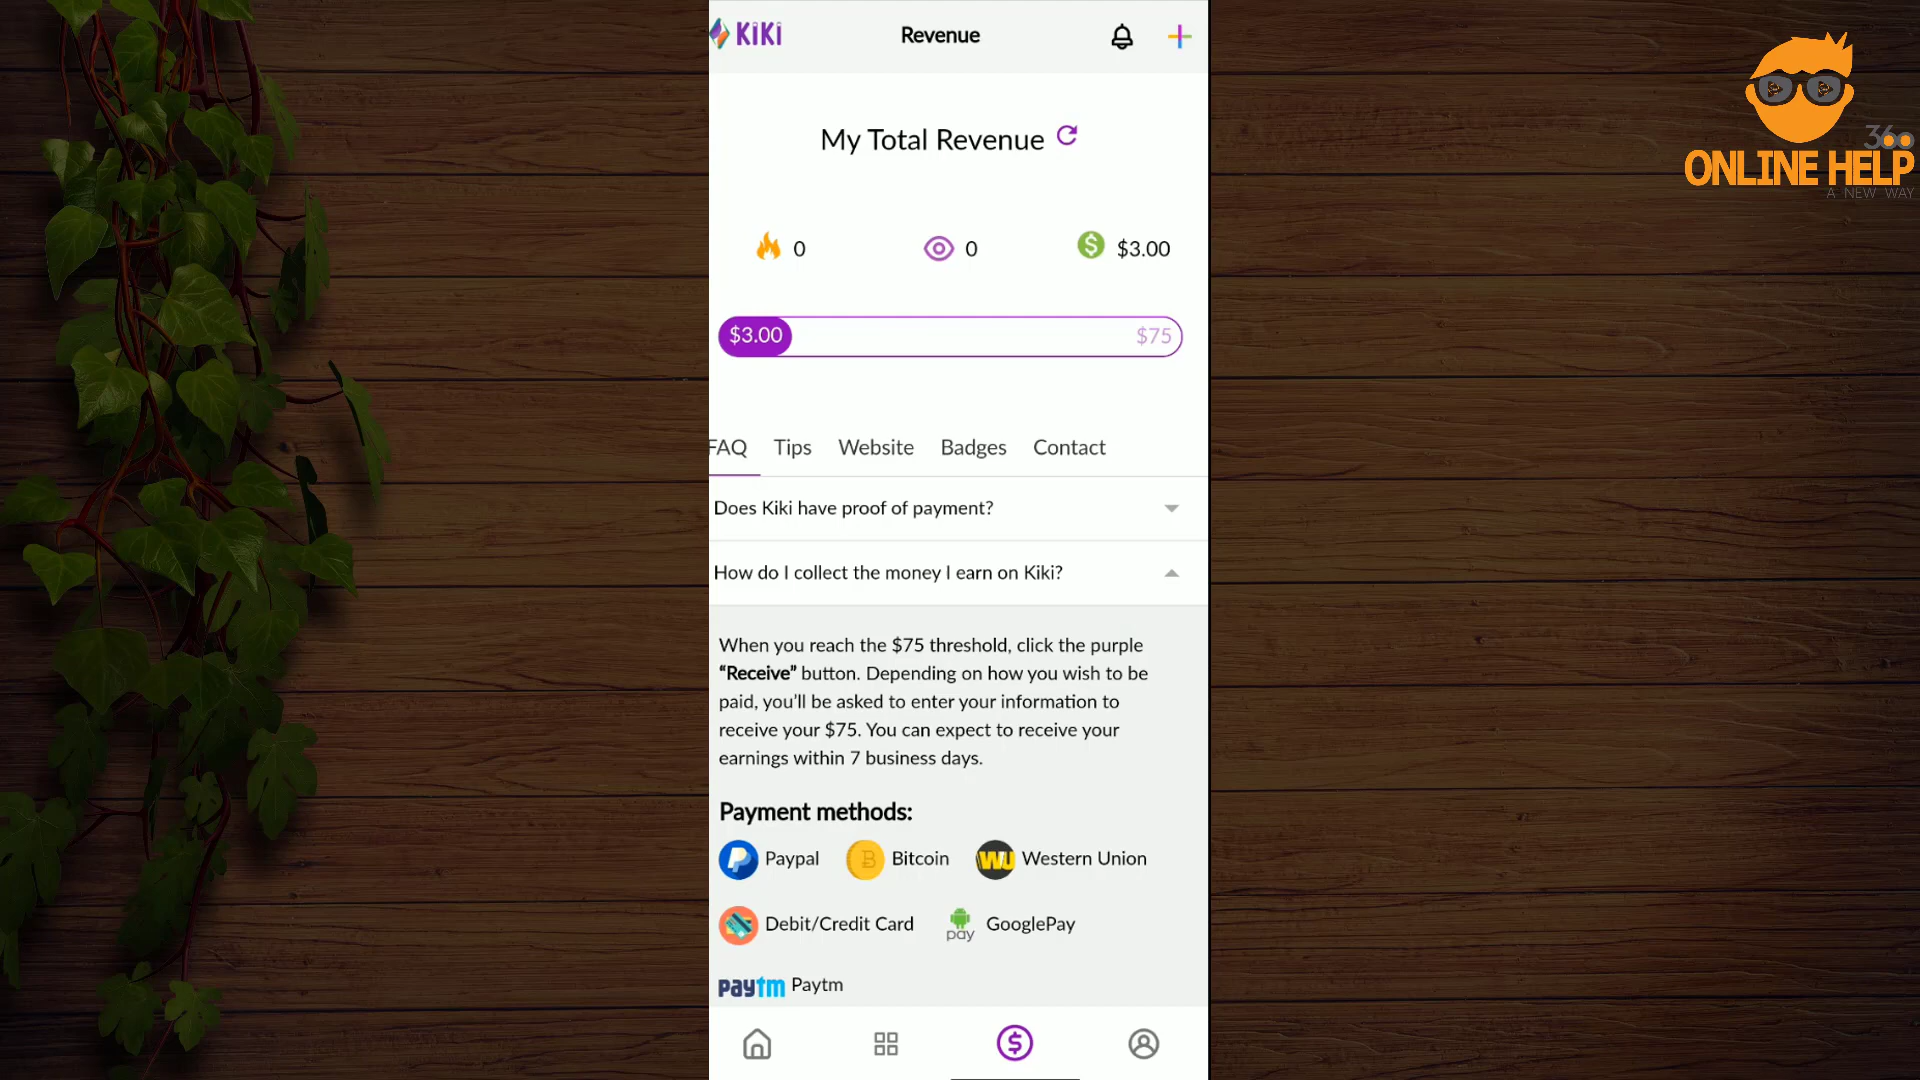 KiKi
Revenue
360
ONLINE HELP
A NEW WAY
My Total Revenue
0
0
$3.00
$3.00
$75
FAQ Tips Website Badges Contact
Does Kiki have proof of payment?
How do I collect the money I earn on Kiki?
When you reach the $75 threshold, click the purple
“Receive” button. Depending on how you wish to be
paid, you’ll be asked to enter your information to
receive your $75. You can expect to receive your
earnings within 7 business days.
Payment methods:
Paypal Bitcoin WU Western Union
Debit/Credit Card pay GooglePay
paytm Paytm